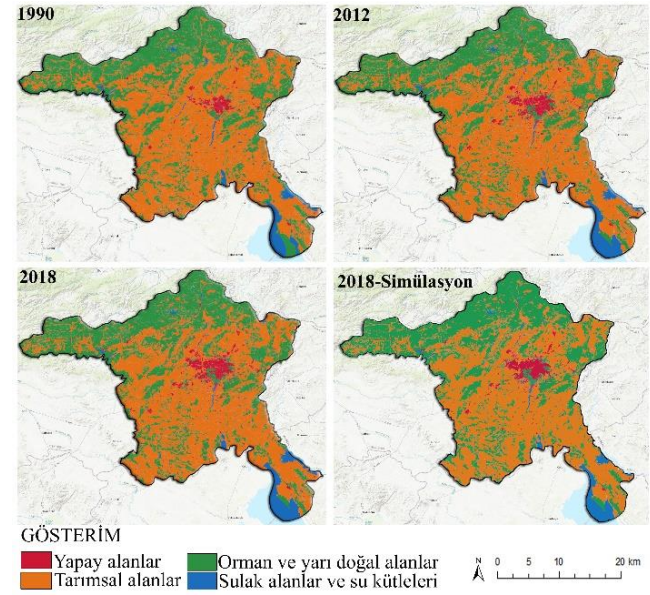 1990
2012
2018
2018-Simülasyon
GÖSTERİM
Yapay alanlar
Orman ve yarı doğal alanlar
Tarımsal alanlar
Sulak alanlar ve su kütleleri
N
0 5 10 20 km